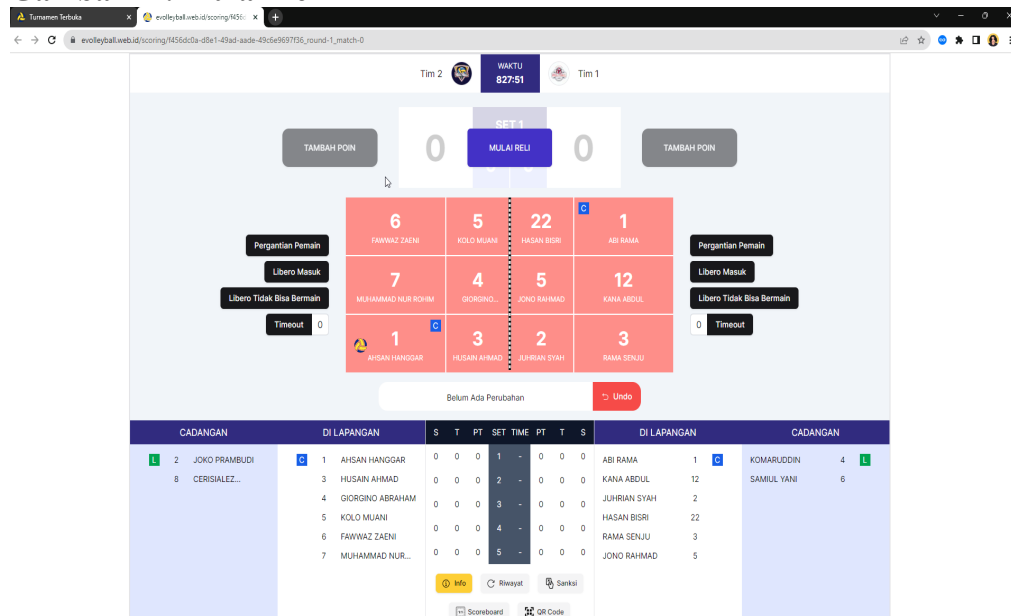 Turnamen Terbuka
evolleyball.web.id/scoring/f456
evolleyball.web.id/scoring/f456dc0a-d8e1-49ad-aade-49c6e9697f36_round-1_match-0
Tim 2
WAKTU
827:51
Tim 1
SET 1
TAMBAH POIN
0
MULAI RELI
0
TAMBAH POIN
0 0
6
FAWWAZ ZAENI
5
KOLO MUANI
22
HASAN BISRI
C
1
ABI RAMA
Pergantian Pemain
Libero Masuk
Libero Tidak Bisa Bermain
Timeout 0
7
MUHAMMAD NUR ROHIM
4
GIORGINO...
5
JONO RAHMAD
12
KANA ABDUL
Pergantian Pemain
Libero Masuk
Libero Tidak Bisa Bermain
0 Timeout
1
C
AHSAN HANGGAR
3
HUSAIN AHMAD
2
JUHRIAN SYAH
3
RAMA SENJU
Belum Ada Perubahan
Undo
CADANGAN
L 2 JOKO PRAMBUDI
8 CERISIALEZ...
DI LAPANGAN
C 1 AHSAN HANGGAR
3 HUSAIN AHMAD
4 GIORGINO ABRAHAM
5 KOLO MUANI
6 FAWWAZ ZAENI
7 MUHAMMAD NUR...
S T PT SET TIME PT T S
0 0 0 1 - 0 0 0
0 0 0 2 - 0 0 0
0 0 0 3 - 0 0 0
0 0 0 4 - 0 0 0
0 0 0 5 - 0 0 0
Info
Riwayat
Sanksi
Scoreboard
QR Code
DI LAPANGAN
ABI RAMA 1 C
KANA ABDUL 12
JUHRIAN SYAH 2
HASAN BISRI 22
RAMA SENJU 3
JONO RAHMAD 5
CADANGAN
KOMARUDDIN 4 L
SAMIUL YANI 6